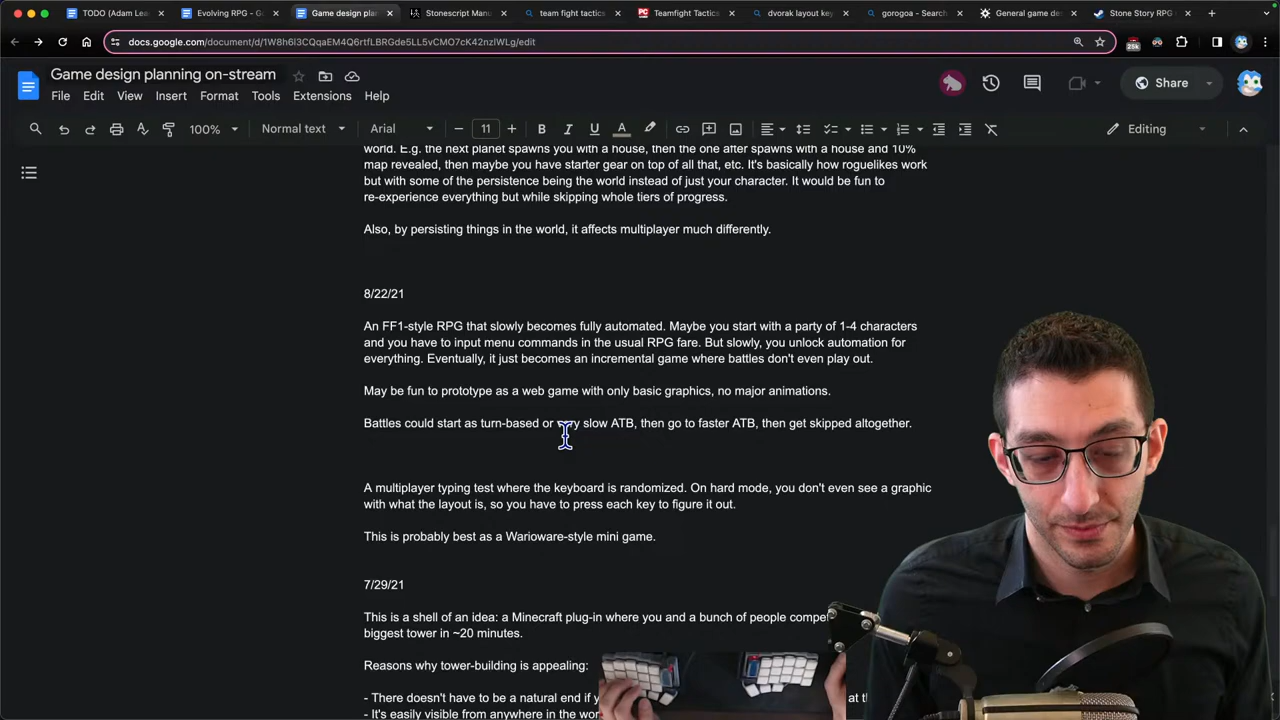 TODO (Adam Lea
Evolving RPG - G
Game design plan
Stonescript Manu
team fight tactics
Teamfight Tactics
dvorak layout key
gorogoa - Search
General game de
Stone Story RPG
docs.google.com/document/d/1W8h6l3CQqaEM4Q6rtfLBRGde5LL5vCMO7cK42nzlWLg/edit
25k
Game design planning on-stream
File Edit View Insert Format Tools Extensions Help
Share
100% Normal text Arial 11 Editing
world. E.g. the next planet spawns you with a house, then the one after spawns with a house and 10%
map revealed, then maybe you have starter gear on top of all that, etc. It's basically how roguelikes work
but with some of the persistence being the world instead of just your character. It would be fun to
re-experience everything but while skipping whole tiers of progress.
Also, by persisting things in the world, it affects multiplayer much differently.
8/22/21
An FF1-style RPG that slowly becomes fully automated. Maybe you start with a party of 1-4 characters
and you have to input menu commands in the usual RPG fare. But slowly, you unlock automation for
everything. Eventually, it just becomes an incremental game where battles don't even play out.
May be fun to prototype as a web game with only basic graphics, no major animations.
Battles could start as turn-based or very slow ATB, then go to faster ATB, then get skipped altogether.
A multiplayer typing test where the keyboard is randomized. On hard mode, you don't even see a graphic
with what the layout is, so you have to press each key to figure it out.
This is probably best as a Warioware-style mini game.
7/29/21
This is a shell of an idea: a Minecraft plug-in where you and a bunch of people compe
biggest tower in ~20 minutes.
Reasons why tower-building is appealing:
- There doesn't have to be a natural end if y
- It's easily visible from anywhere in the wor